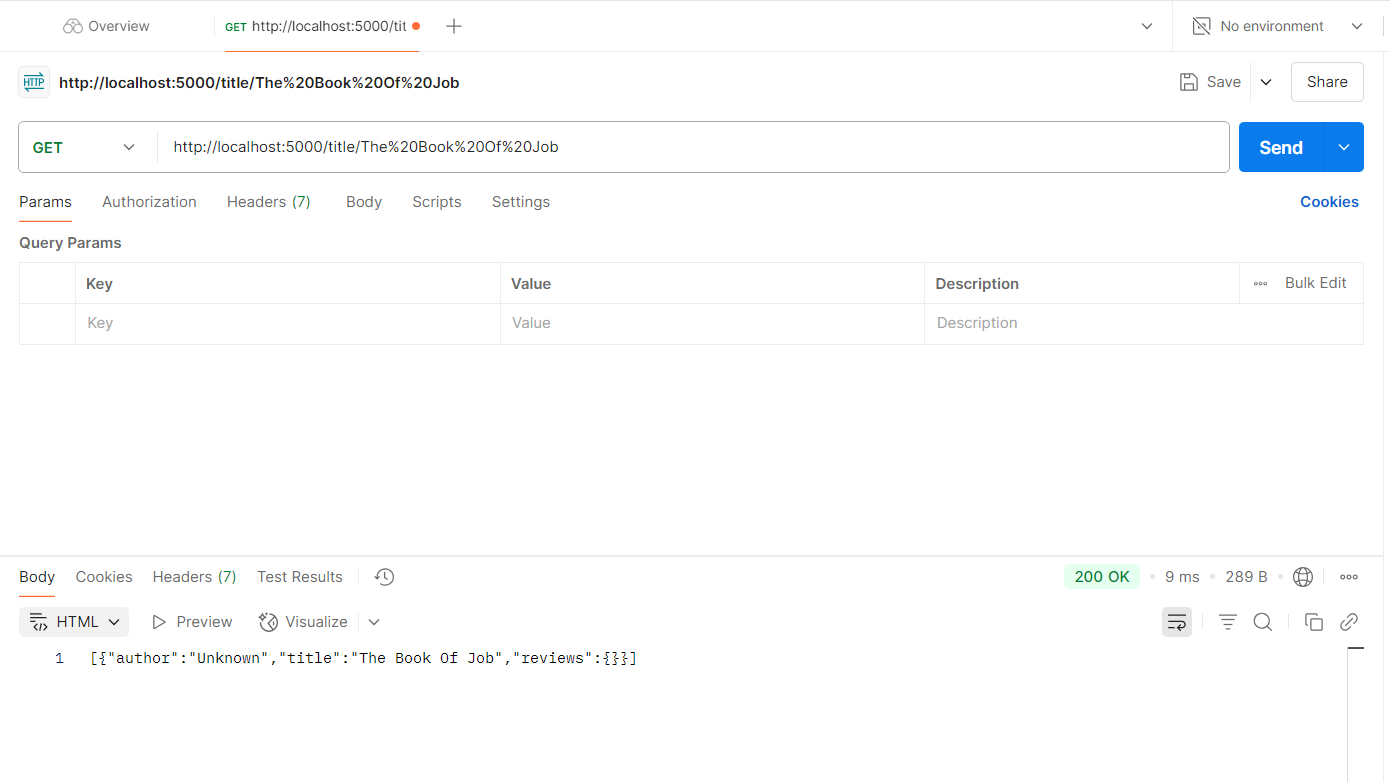 Overview
GET http://localhost:5000/tit
No environment
HTTP http://localhost:5000/title/The%20Book%20Of%20Job
Save
Share
GET http://localhost:5000/title/The%20Book%20Of%20Job
Send
Params Authorization Headers (7) Body Scripts Settings Cookies
Query Params
Key Value Description Bulk Edit
Key Value Description
Body Cookies Headers (7) Test Results 200 OK 9 ms 289 B
HTML Preview Visualize
1 [{"author":"Unknown","title":"The Book Of Job","reviews":{}}]